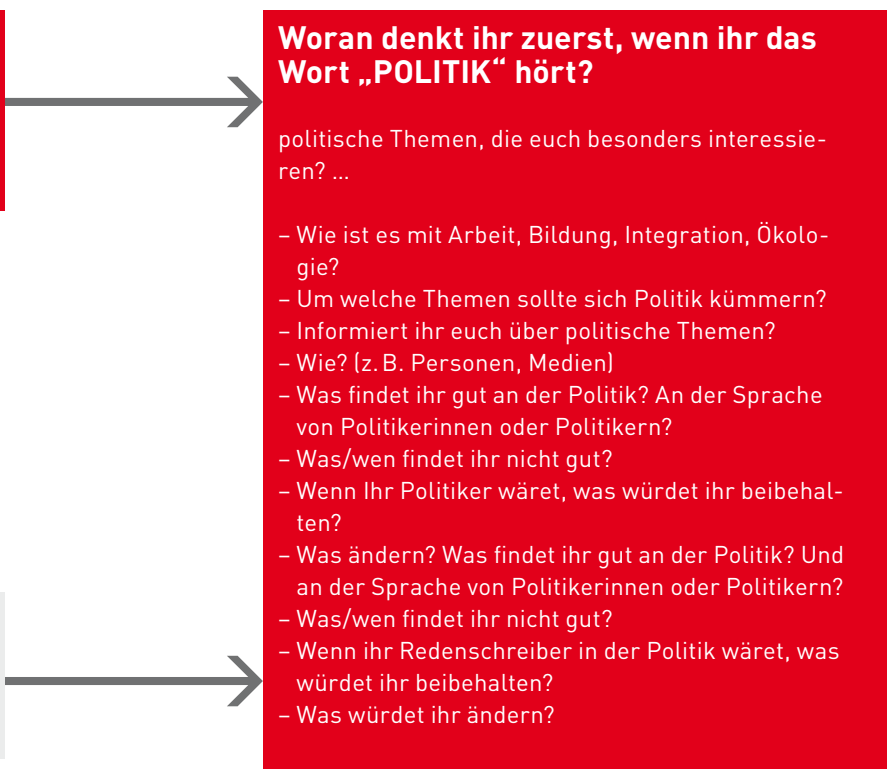 Woran denkt ihr zuerst, wenn ihr das
Wort „POLITIK“ hört?
politische Themen, die euch besonders interessie-
ren? ...
– Wie ist es mit Arbeit, Bildung, Integration, Ökolo-
gie?
– Um welche Themen sollte sich Politik kümmern?
– Informiert ihr euch über politische Themen?
– Wie? (z. B. Personen, Medien)
– Was findet ihr gut an der Politik? An der Sprache
von Politikerinnen oder Politikern?
– Was/wen findet ihr nicht gut?
– Wenn Ihr Politiker wäret, was würdet ihr beibehal-
ten?
– Was ändern? Was findet ihr gut an der Politik? Und
an der Sprache von Politikerinnen oder Politikern?
– Was/wen findet ihr nicht gut?
– Wenn ihr Redenschreiber in der Politik wäret, was
würdet ihr beibehalten?
– Was würdet ihr ändern?